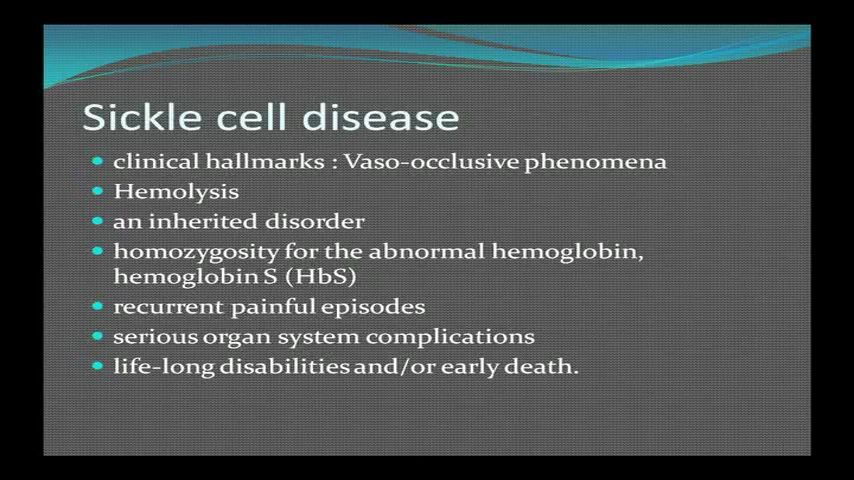 Sickle cell disease
clinical hallmarks : Vaso-occlusive phenomena
Hemolysis
an inherited disorder
homozygosity for the abnormal hemoglobin,
hemoglobin S (HbS)
recurrent painful episodes
serious organ system complications
life-long disabilities and/or early death.